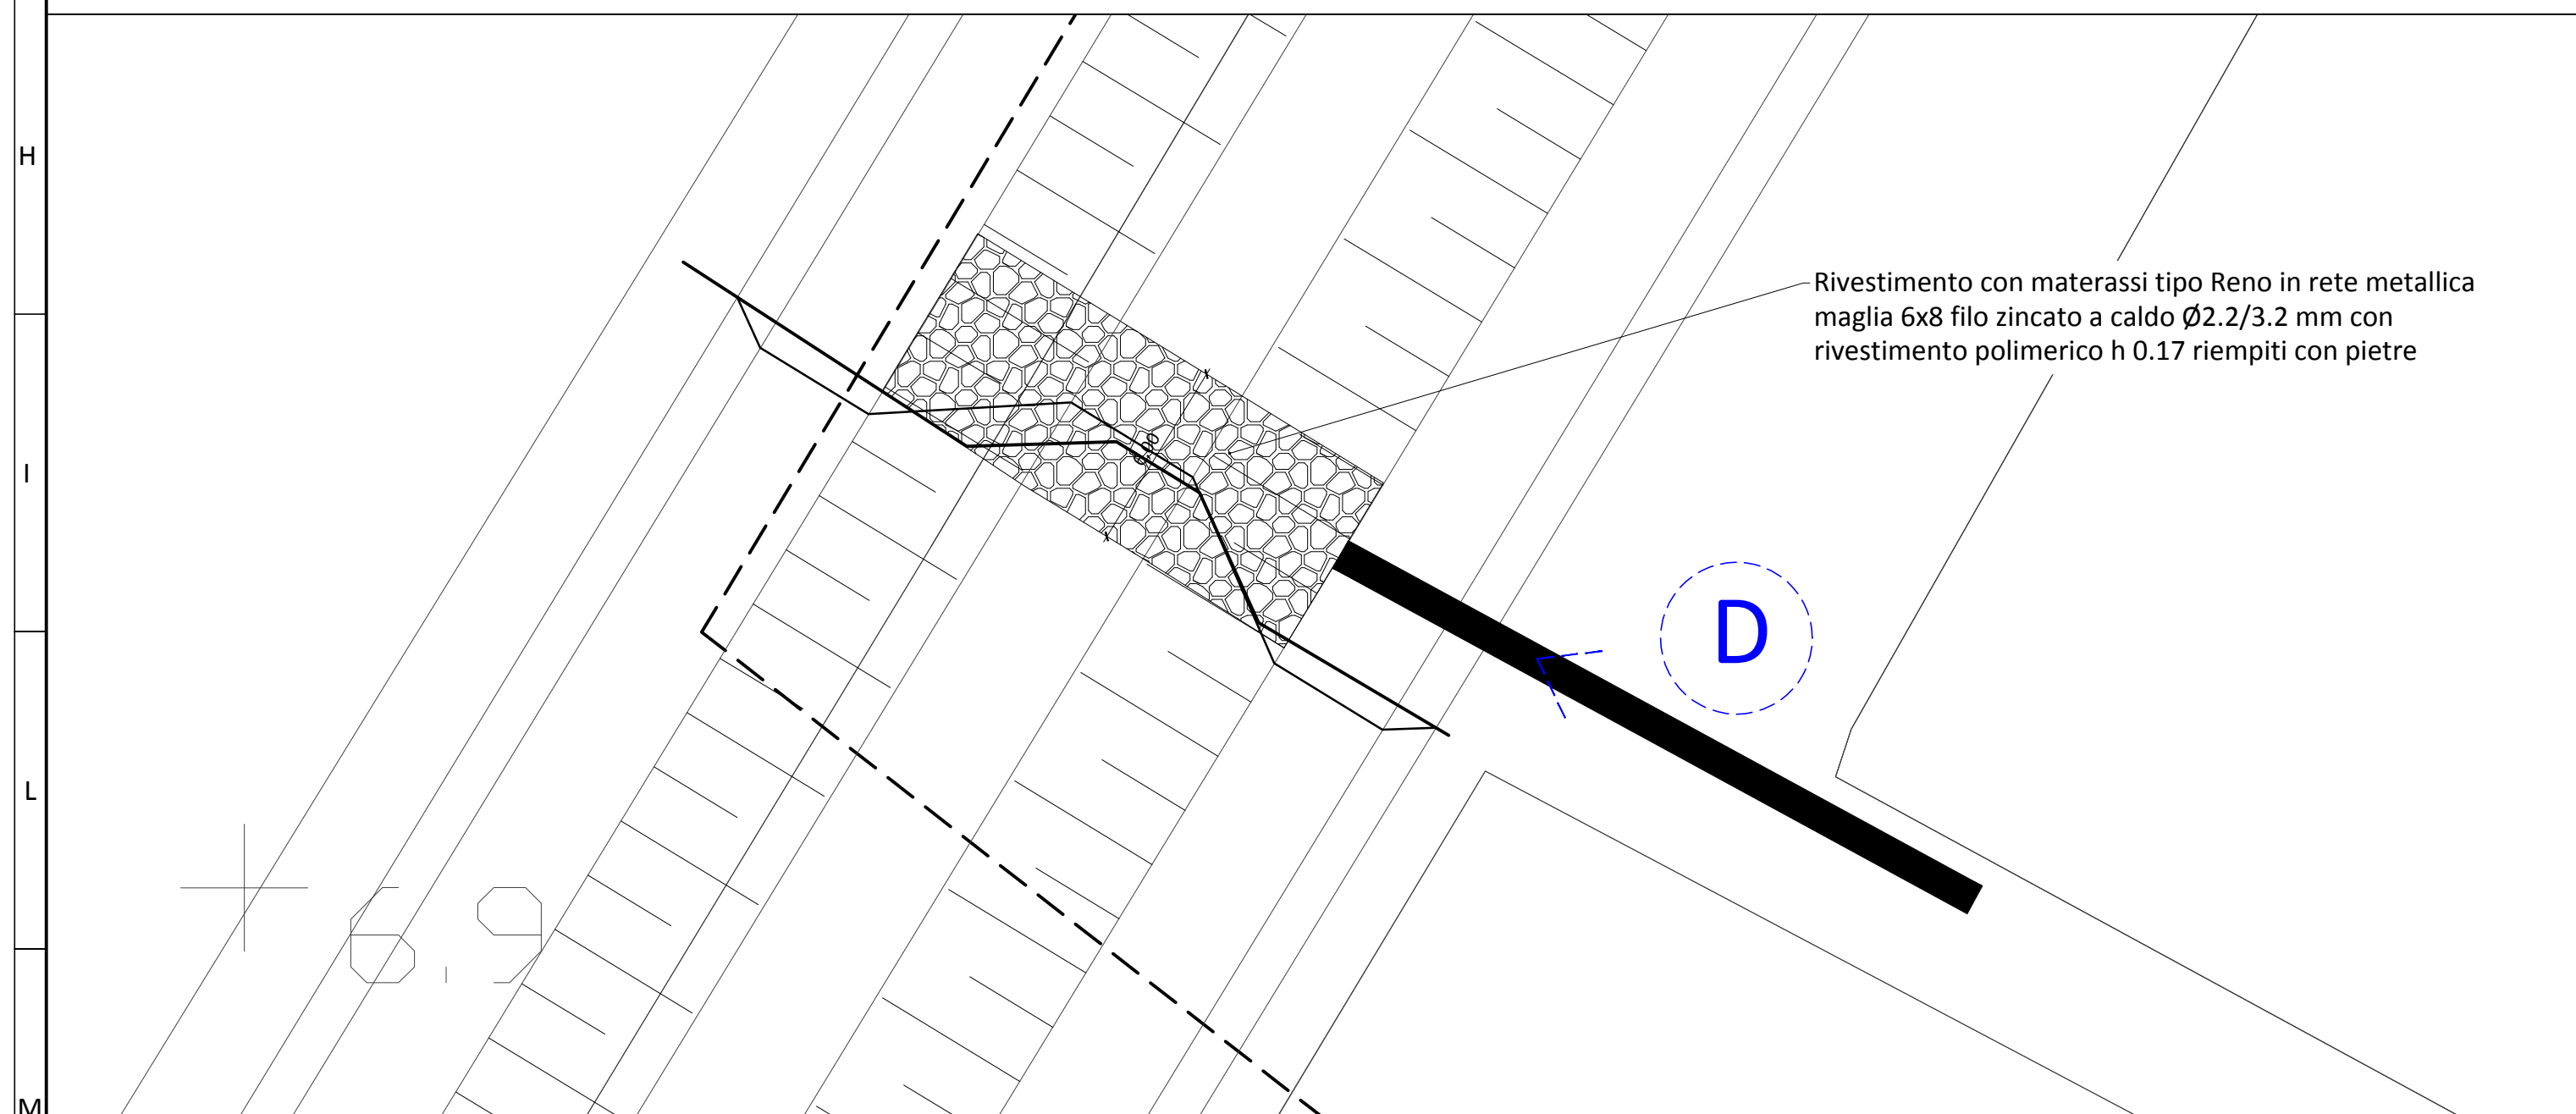 H
Rivestimento con materassi tipo Reno in rete metallica
maglia 6x8 filo zincato a caldo Ø2.2/3.2 mm con
rivestimento polimerico h 0.17 riempiti con pietre
I
D
L
6.9
M